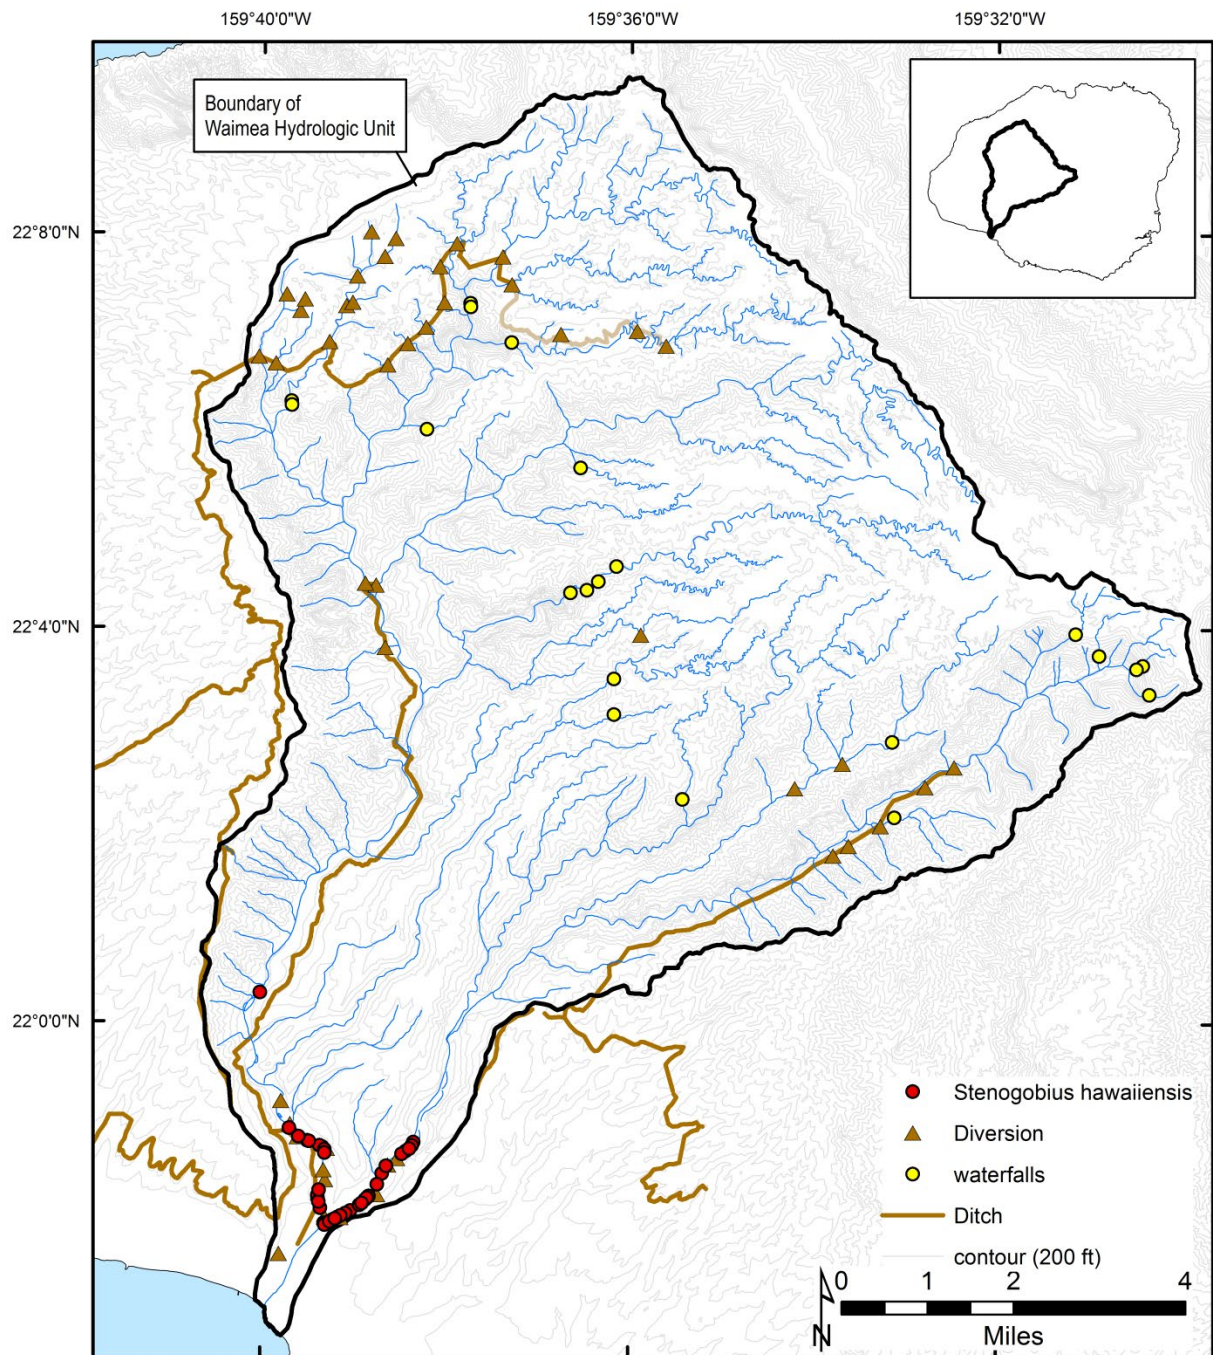 159°40'0"W
159°36'0"W
159°32'0"W
Boundary of
Waimea Hydrologic Unit
22°8'0"N
22°4'0"N
22°0'0"N
Stenogobius hawaiiensis
Diversion
waterfalls
Ditch
contour (200 ft)
0 1 2 4
N
Miles